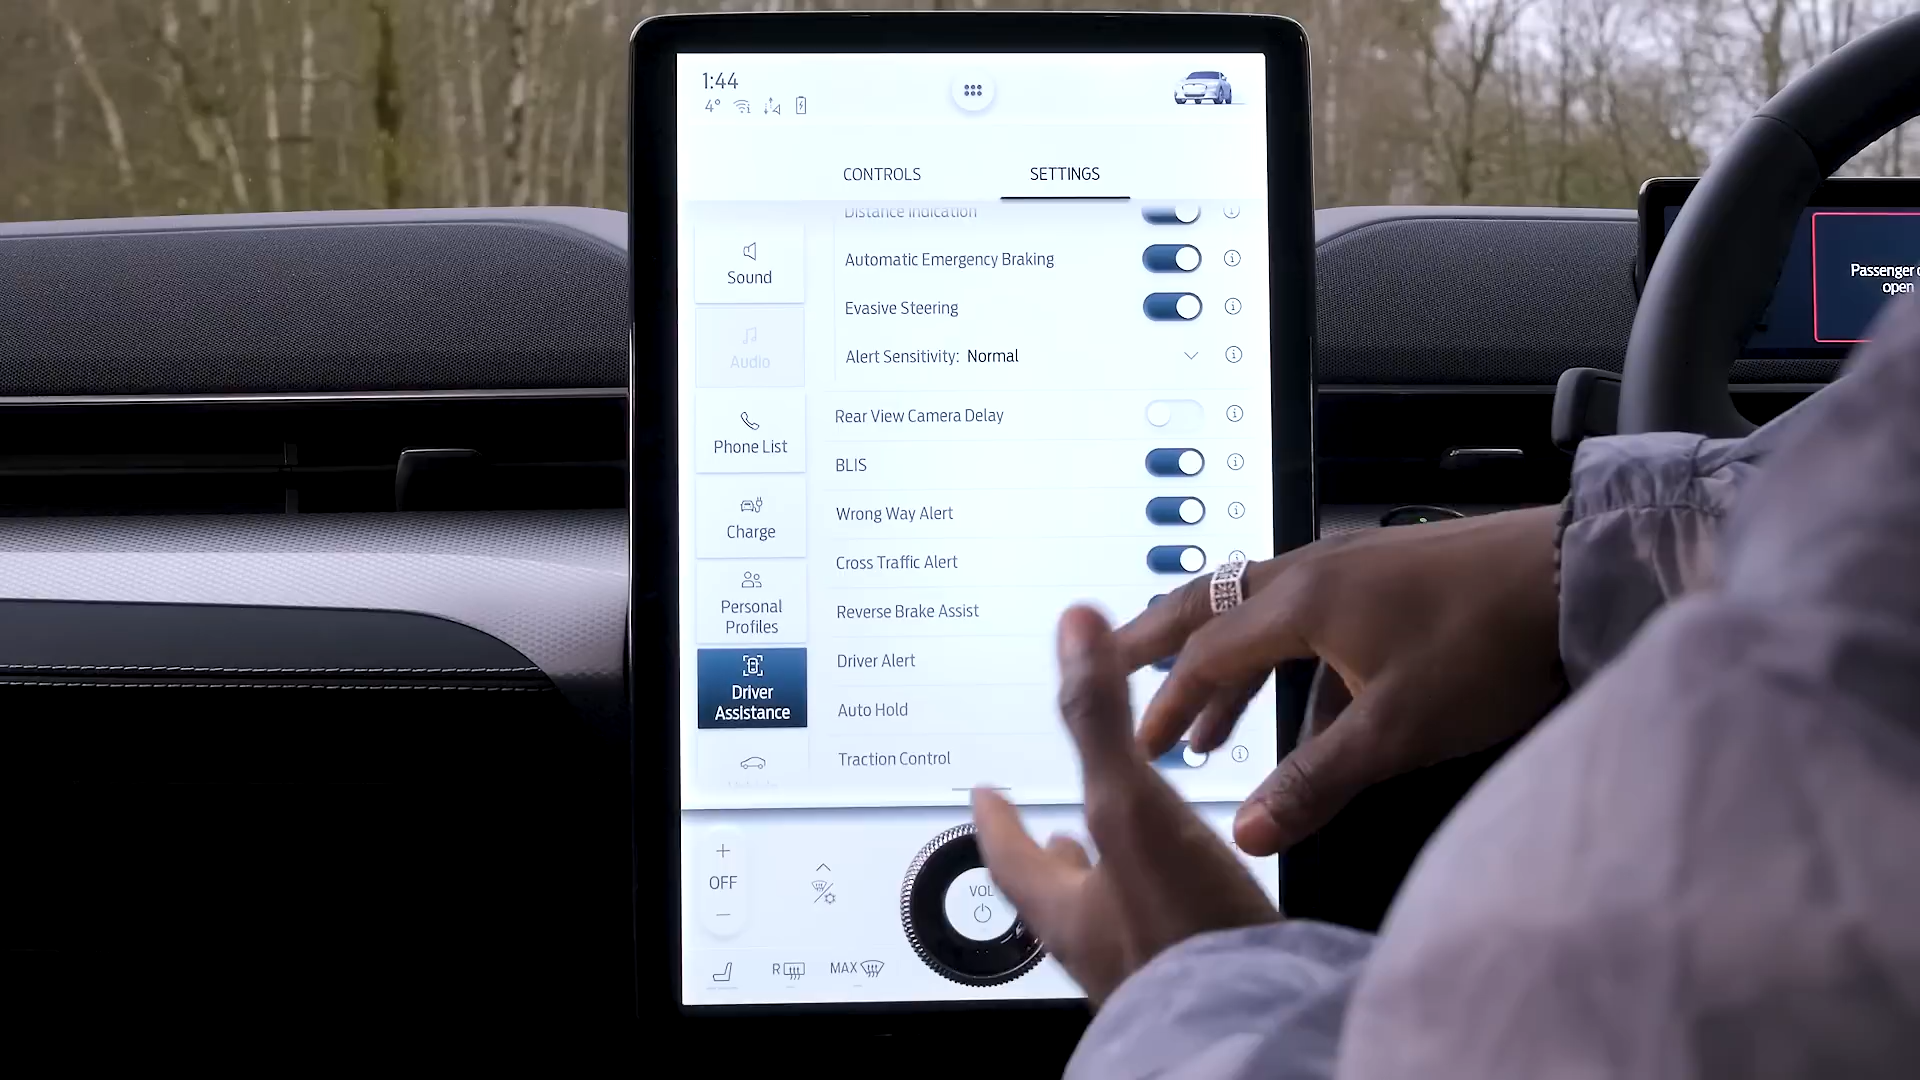 1:44
4°
CONTROLS
SETTINGS
Distance Indication
Sound
Automatic Emergency Braking
Evasive Steering
Audio
Alert Sensitivity: Normal
Rear View Camera Delay
Phone List
BLIS
Wrong Way Alert
Charge
Cross Traffic Alert
Reverse Brake Assist
Personal
Profiles
Driver Alert
Driver
Assistance
Auto Hold
Traction Control
OFF
VOL
R
MAX
Passenger
open